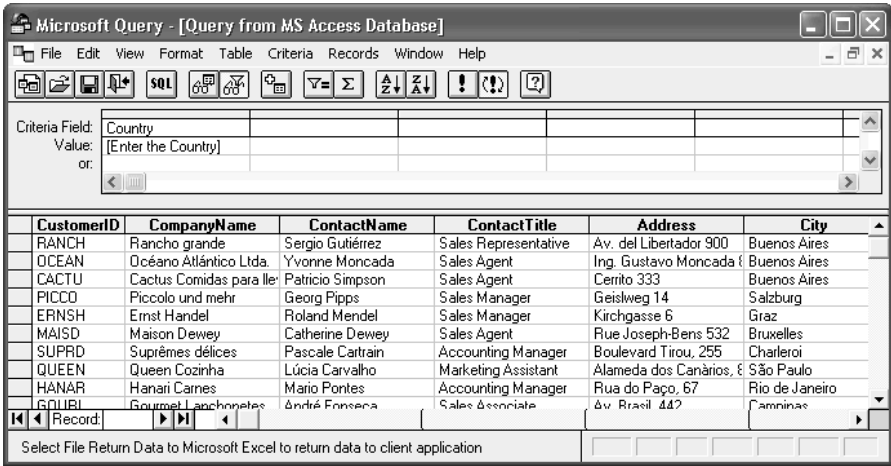 Microsoft Query - [Query from MS Access Database]
File Edit View Format Table Criteria Records Window Help
SQL
Criteria Field: Country
Value: [Enter the Country]
or:
CustomerID CompanyName ContactName ContactTitle Address City
RANCH Rancho grande Sergio Gutiérrez Sales Representative Av. del Libertador 900 Buenos Aires
OCEAN Océano Atlántico Ltda. Yvonne Moncada Sales Agent Ing. Gustavo Moncada 8 Buenos Aires
CACTU Cactus Comidas para lle Patricio Simpson Sales Agent Cerrito 333 Buenos Aires
PICCO Piccolo und mehr Georg Pipps Sales Manager Geislweg 14 Salzburg
ERNSH Ernst Handel Roland Mendel Sales Manager Kirchgasse 6 Graz
MAISD Maison Dewey Catherine Dewey Sales Agent Rue Joseph-Bens 532 Bruxelles
SUPRD Suprêmes délices Pascale Cartrain Accounting Manager Boulevard Tirou, 255 Charleroi
QUEEN Queen Cozinha Lúcia Carvalho Marketing Assistant Alameda dos Canàrios, 8 São Paulo
HANAR Hanari Carnes Mario Pontes Accounting Manager Rua do Paço, 67 Rio de Janeiro
GOURL Gourmet Lanchonetes André Fonseca Sales Associate Av. Brasil, 442 Campinas
Record:
Select File Return Data to Microsoft Excel to return data to client application